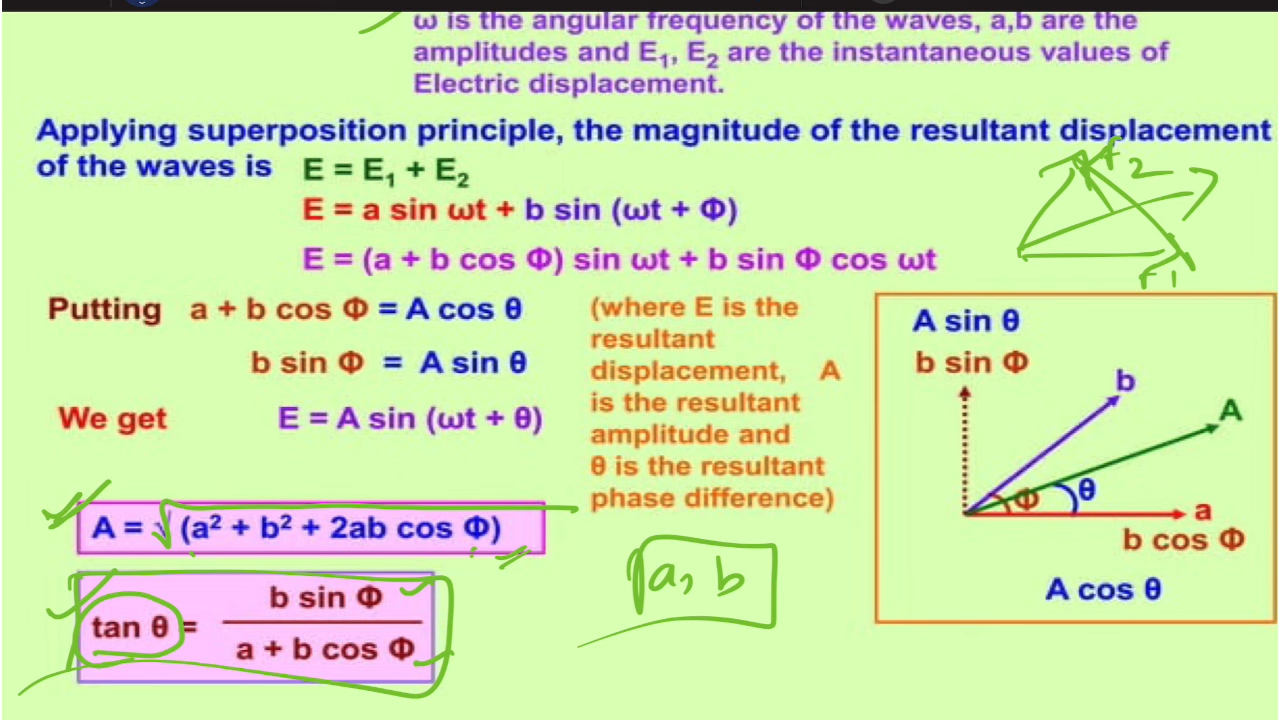 ω is the angular frequency of the waves, a,b are the
amplitudes and E₁, E₂ are the instantaneous values of
Electric displacement.
Applying superposition principle, the magnitude of the resultant displacement
of the waves is E = E₁ + E₂
E = a sin ωt + b sin (ωt + Φ)
E = (a + b cos Φ) sin ωt + b sin Φ cos ωt
Putting a + b cos Φ = A cos θ
b sin Φ = A sin θ
We get E = A sin (ωt + θ)
(where E is the
resultant
displacement, A
is the resultant
amplitude and
θ is the resultant
phase difference)
A = √ (a² + b² + 2ab cos Φ)
tan θ =
b sin Φ
a + b cos Φ
a, b
A sin θ
b sin Φ
b
A
Φ
θ
a
b cos Φ
A cos θ